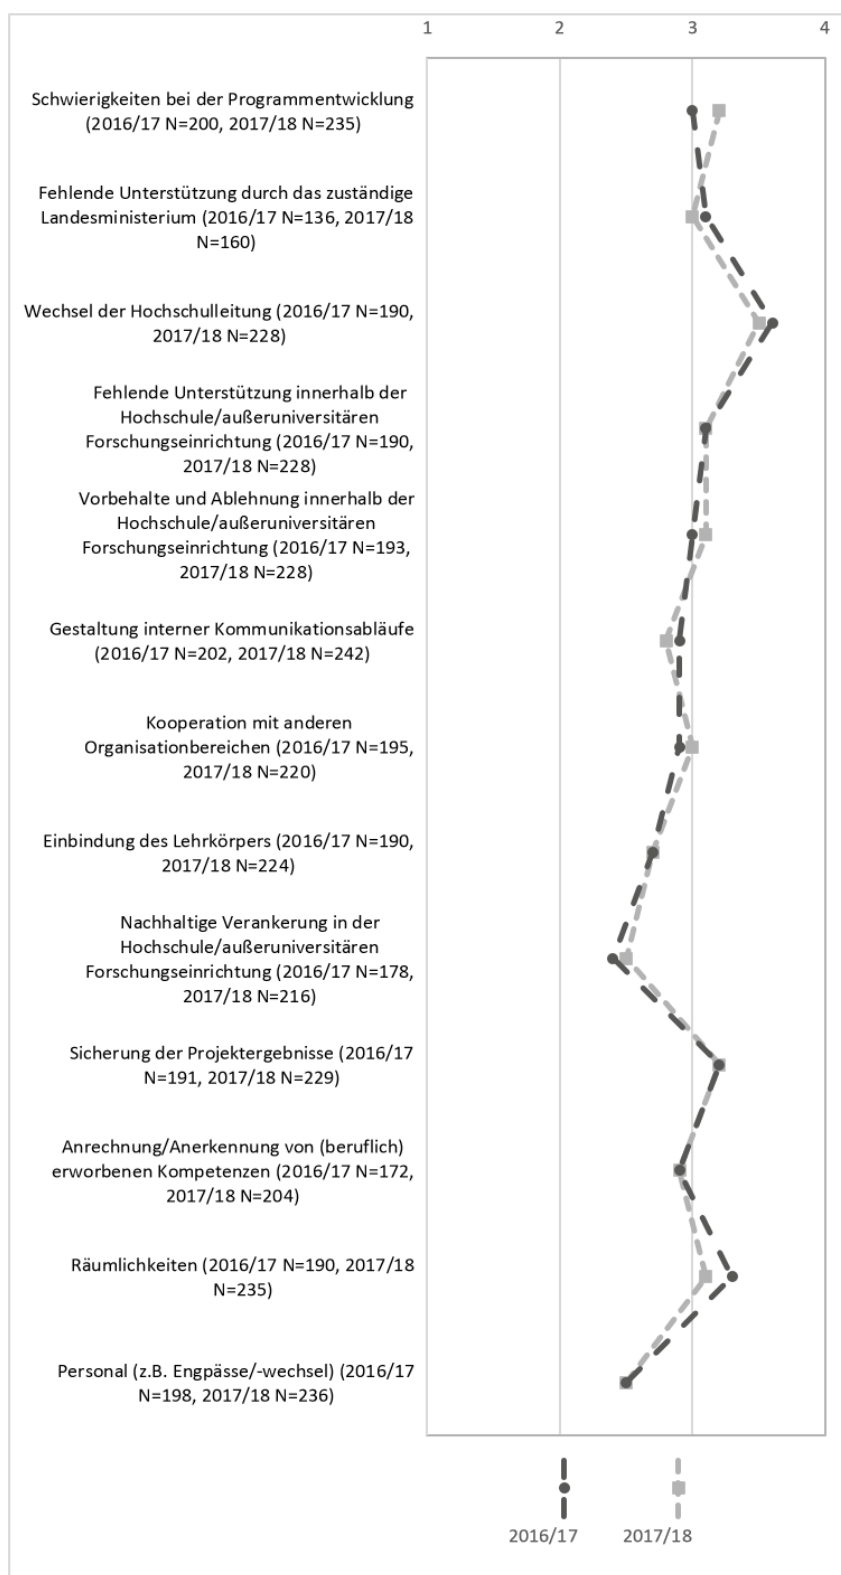 1 2 3 4
Schwierigkeiten bei der Programmentwicklung
(2016/17 N=200, 2017/18 N=235)
Fehlende Unterstützung durch das zuständige
Landesministerium (2016/17 N=136, 2017/18
N=160)
Wechsel der Hochschulleitung (2016/17 N=190,
2017/18 N=228)
Fehlende Unterstützung innerhalb der
Hochschule/außeruniversitären
Forschungseinrichtung (2016/17 N=190,
2017/18 N=228)
Vorbehalte und Ablehnung innerhalb der
Hochschule/außeruniversitären
Forschungseinrichtung (2016/17 N=193,
2017/18 N=228)
Gestaltung interner Kommunikationsabläufe
(2016/17 N=202, 2017/18 N=242)
Kooperation mit anderen
Organisationbereichen (2016/17 N=195,
2017/18 N=220)
Einbindung des Lehrkörpers (2016/17 N=190,
2017/18 N=224)
Nachhaltige Verankerung in der
Hochschule/außeruniversitären
Forschungseinrichtung (2016/17 N=178,
2017/18 N=216)
Sicherung der Projektergebnisse (2016/17
N=191, 2017/18 N=229)
Anrechnung/Anerkennung von (beruflich)
erworbenen Kompetenzen (2016/17 N=172,
2017/18 N=204)
Räumlichkeiten (2016/17 N=190, 2017/18
N=235)
Personal (z.B. Engpässe/-wechsel) (2016/17
N=198, 2017/18 N=236)
2016/17 2017/18